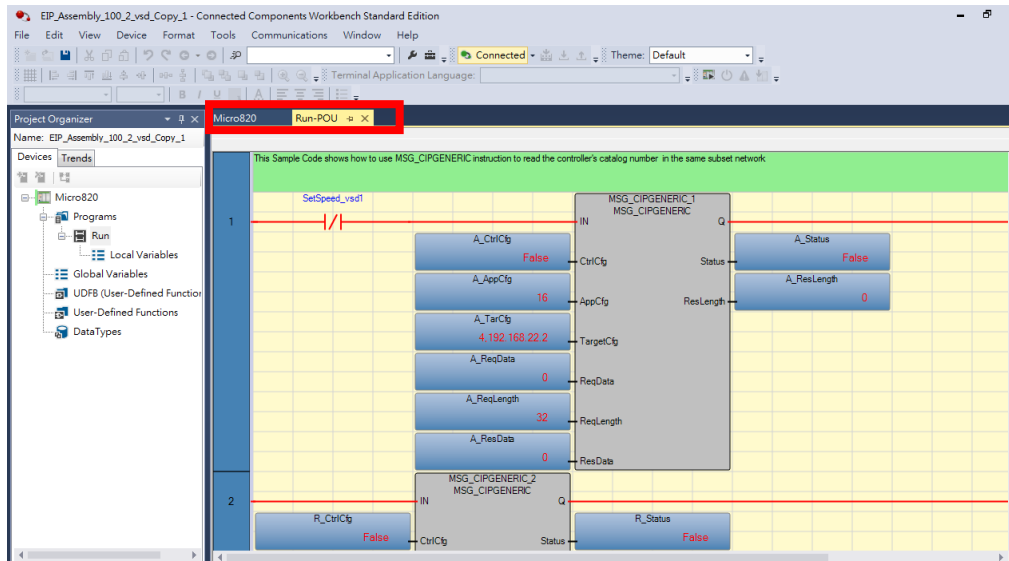 EIP_Assembly_100_2_vsd_Copy_1 - Connected Components Workbench Standard Edition
File Edit View Device Format Tools Communications Window Help
Connected Theme: Default
Terminal Application Language:
B I U A
Project Organizer
Name: EIP_Assembly_100_2_vsd_Copy_1
Devices Trends
Micro820
Programs
Run
Local Variables
Global Variables
UDFB (User-Defined Function
User-Defined Functions
DataTypes
Micro820 Run-POU
This Sample Code shows how to use MSG_CIPGENERIC instruction to read the controller's catalog number in the same subset network
1
SetSpeed_vsd1
MSG_CIPGENERIC_1
MSG_CIPGENERIC
IN Q
A_CtrlCfg
False
CtrlCfg Status
A_Status
False
A_AppCfg
16
AppCfg ResLength
A_ResLength
0
A_TarCfg
4,192.168.22.2
TargetCfg
A_ReqData
0
ReqData
A_ReqLength
32
ReqLength
A_ResData
0
ResData
2
MSG_CIPGENERIC_2
MSG_CIPGENERIC
IN Q
R_CtrlCfg
False
CtrlCfg Status
R_Status
False